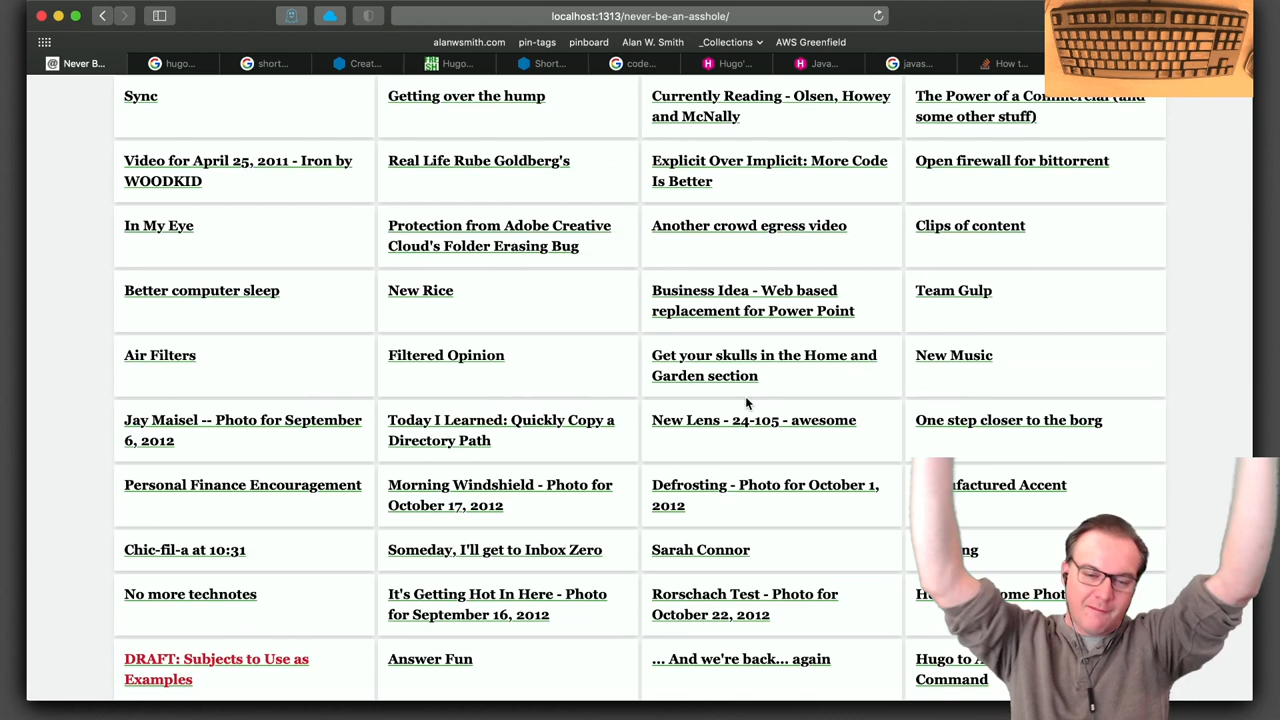 localhost:1313/never-be-an-asshole/
alanwsmith.com pin-tags pinboard Alan W. Smith _Collections AWS Greenfield
Never B... hugo... short... Creat... Hugo... Short... code... Hugo'... Java... javas... How t...
Sync
Getting over the hump
Currently Reading - Olsen, Howey
and McNally
The Power of a Commercial (and
some other stuff)
Video for April 25, 2011 - Iron by
WOODKID
Real Life Rube Goldberg's
Explicit Over Implicit: More Code
Is Better
Open firewall for bittorrent
In My Eye
Protection from Adobe Creative
Cloud's Folder Erasing Bug
Another crowd egress video
Clips of content
Better computer sleep
New Rice
Business Idea - Web based
replacement for Power Point
Team Gulp
Air Filters
Filtered Opinion
Get your skulls in the Home and
Garden section
New Music
Jay Maisel -- Photo for September
6, 2012
Today I Learned: Quickly Copy a
Directory Path
New Lens - 24-105 - awesome
One step closer to the borg
Personal Finance Encouragement
Morning Windshield - Photo for
October 17, 2012
Defrosting - Photo for October 1,
2012
Accent
Chic-fil-a at 10:31
Someday, I'll get to Inbox Zero
Sarah Connor
No more technotes
It's Getting Hot In Here - Photo
for September 16, 2012
Rorschach Test - Photo for
October 22, 2012
DRAFT: Subjects to Use as
Examples
Answer Fun
... And we're back... again
Hugo to
Command